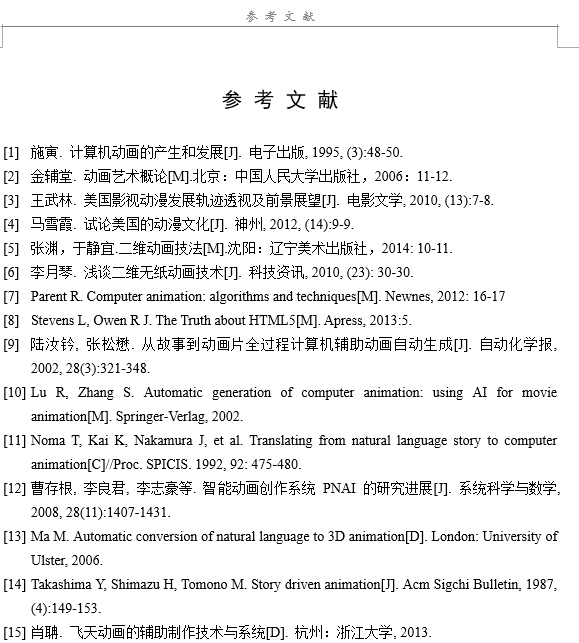 参 考 文 献
参 考 文 献
[1] 施寅. 计算机动画的产生和发展[J]. 电子出版, 1995, (3):48-50.
[2] 金辅堂. 动画艺术概论[M].北京：中国人民大学出版社，2006：11-12.
[3] 王武林. 美国影视动漫发展轨迹透视及前景展望[J]. 电影文学, 2010, (13):7-8.
[4] 马雪霞. 试论美国的动漫文化[J]. 神州, 2012, (14):9-9.
[5] 张渊，于静宜.二维动画技法[M].沈阳：辽宁美术出版社，2014: 10-11.
[6] 李月琴. 浅谈二维无纸动画技术[J]. 科技资讯, 2010, (23): 30-30.
[7] Parent R. Computer animation: algorithms and techniques[M]. Newnes, 2012: 16-17
[8] Stevens L, Owen R J. The Truth about HTML5[M]. Apress, 2013:5.
[9] 陆汝钤, 张松懋. 从故事到动画片全过程计算机辅助动画自动生成[J]. 自动化学报,
2002, 28(3):321-348.
[10] Lu R, Zhang S. Automatic generation of computer animation: using AI for movie
animation[M]. Springer-Verlag, 2002.
[11] Noma T, Kai K, Nakamura J, et al. Translating from natural language story to computer
animation[C]//Proc. SPICIS. 1992, 92: 475-480.
[12] 曹存根, 李良君, 李志豪等. 智能动画创作系统 PNAI 的研究进展[J]. 系统科学与数学,
2008, 28(11):1407-1431.
[13] Ma M. Automatic conversion of natural language to 3D animation[D]. London: University of
Ulster, 2006.
[14] Takashima Y, Shimazu H, Tomono M. Story driven animation[J]. Acm Sigchi Bulletin, 1987,
(4):149-153.
[15] 肖聃. 飞天动画的辅助制作技术与系统[D]. 杭州：浙江大学, 2013.